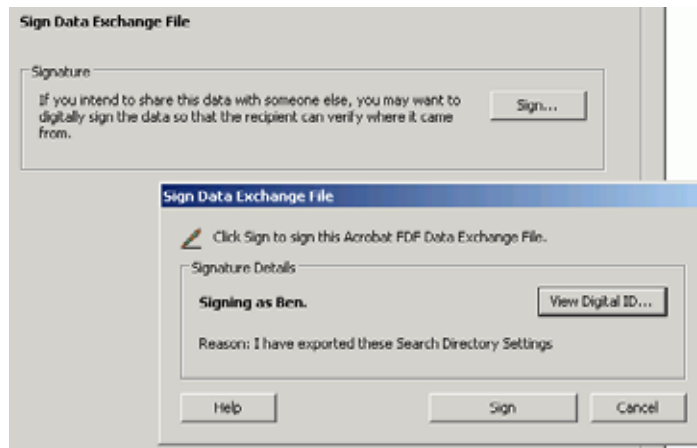 Sign Data Exchange File
Signature
If you intend to share this data with someone else, you may want to
digitally sign the data so that the recipient can verify where it came
from.
Sign...
Sign Data Exchange File
Click Sign to sign this Acrobat FDF Data Exchange File.
Signature Details
Signing as Ben.
View Digital ID...
Reason: I have exported these Search Directory Settings
Help
Sign
Cancel